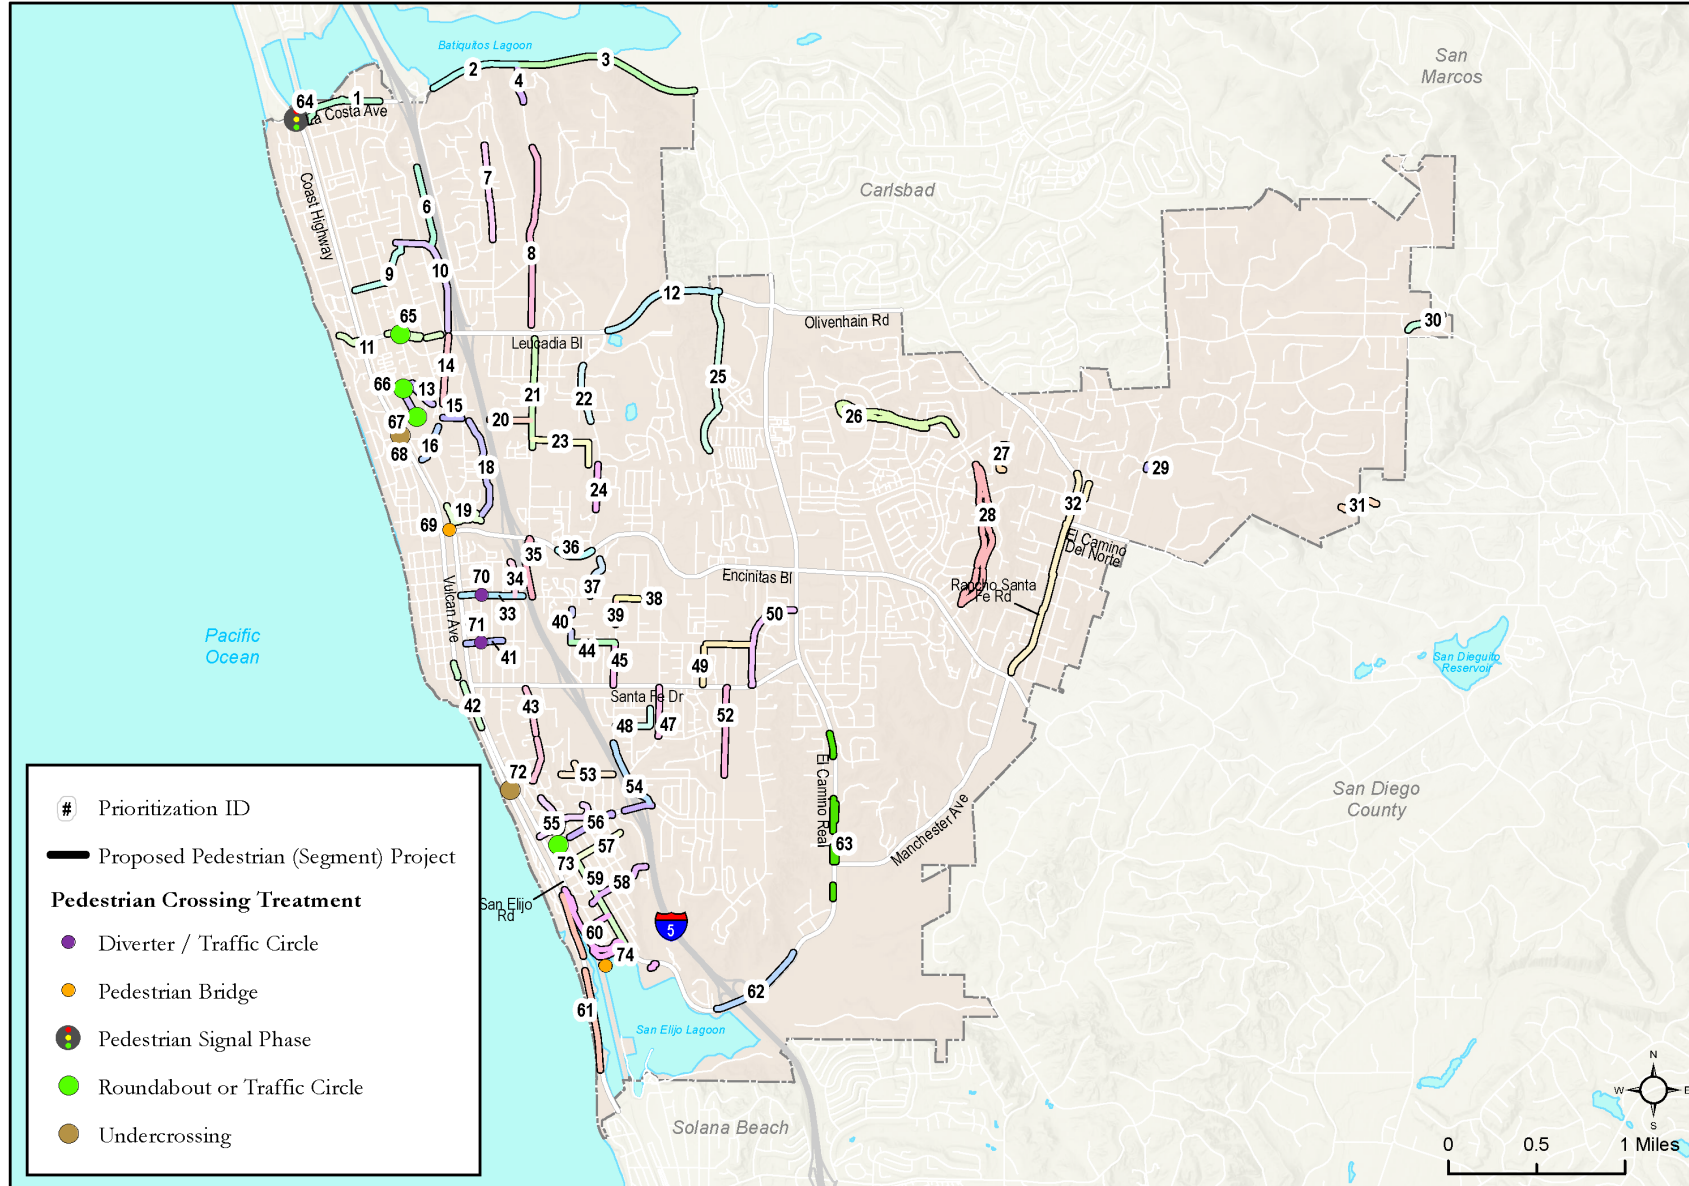 Batiquitos Lagoon
San
Marcos
2
3
4
64
1
La Costa Ave
7
Carlsbad
Coast Highway
6
8
9
10
12
65
Olivenhain Rd
30
11
Leucadia Bl
14
25
66
13
21
22
15
26
67
20
16
23
68
27
18
29
24
32
31
19
28
69
36
35
El Camino
Del Norte
70
34
37
Encinitas Bl
Rancho Santa
Fe Rd
Vulcan Ave
33
38
39
50
71
40
Pacific
Ocean
41
44
45
49
San Dieguito
Reservoir
Santa Fe Dr
42
43
48
47
52
72
53
54
El Camino Real
San Diego
County
55
56
57
63
Manchester Ave
73
59
58
San Elijo
Rd
60
5
74
62
61
San Elijo Lagoon
Solana Beach
# Prioritization ID
Proposed Pedestrian (Segment) Project
Pedestrian Crossing Treatment
Diverter / Traffic Circle
Pedestrian Bridge
Pedestrian Signal Phase
Roundabout or Traffic Circle
Undercrossing
N
W E
S
0 0.5 1 Miles